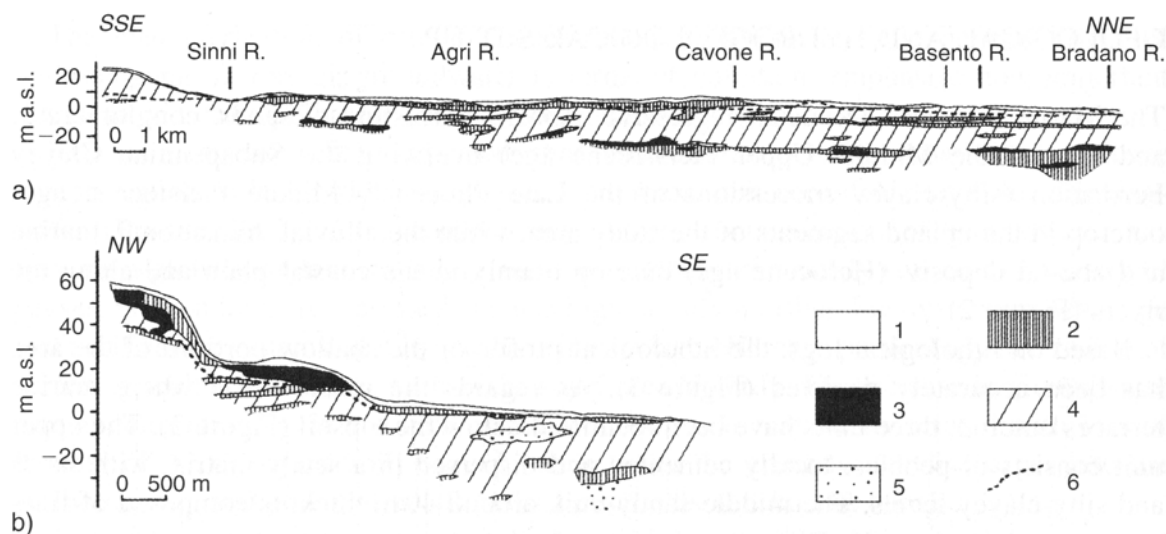 a)
SSE
NNE
Sinni R.
Agri R.
Cavone R.
Basento R.
Bradano R.
m a.s.l.
20
0
−20
0 1 km
b)
NW
SE
m a.s.l.
60
40
20
0
−20
0 500 m
1
2
3
4
5
6